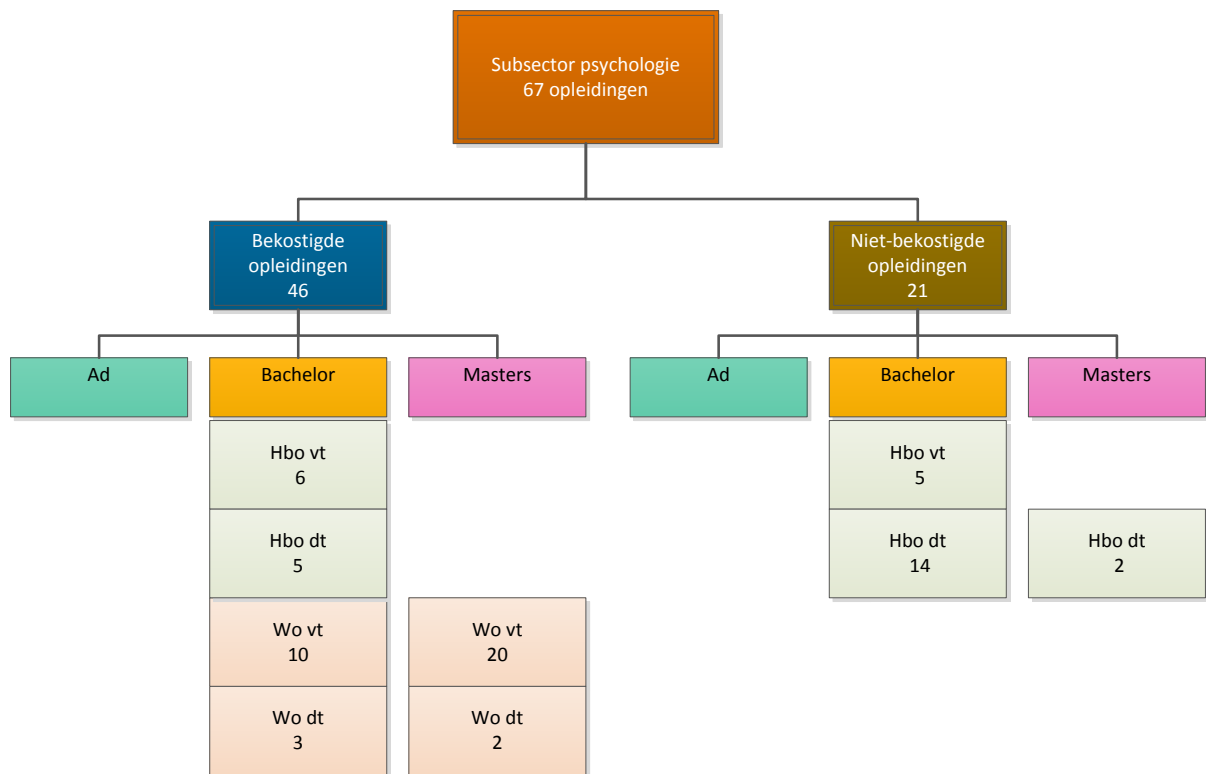 Subsector psychologie
67 opleidingen
Bekostigde
opleidingen
46
Niet-bekostigde
opleidingen
21
Ad
Bachelor
Masters
Ad
Bachelor
Masters
Hbo vt
6
Hbo vt
5
Hbo dt
5
Hbo dt
14
Hbo dt
2
Wo vt
10
Wo vt
20
Wo dt
3
Wo dt
2